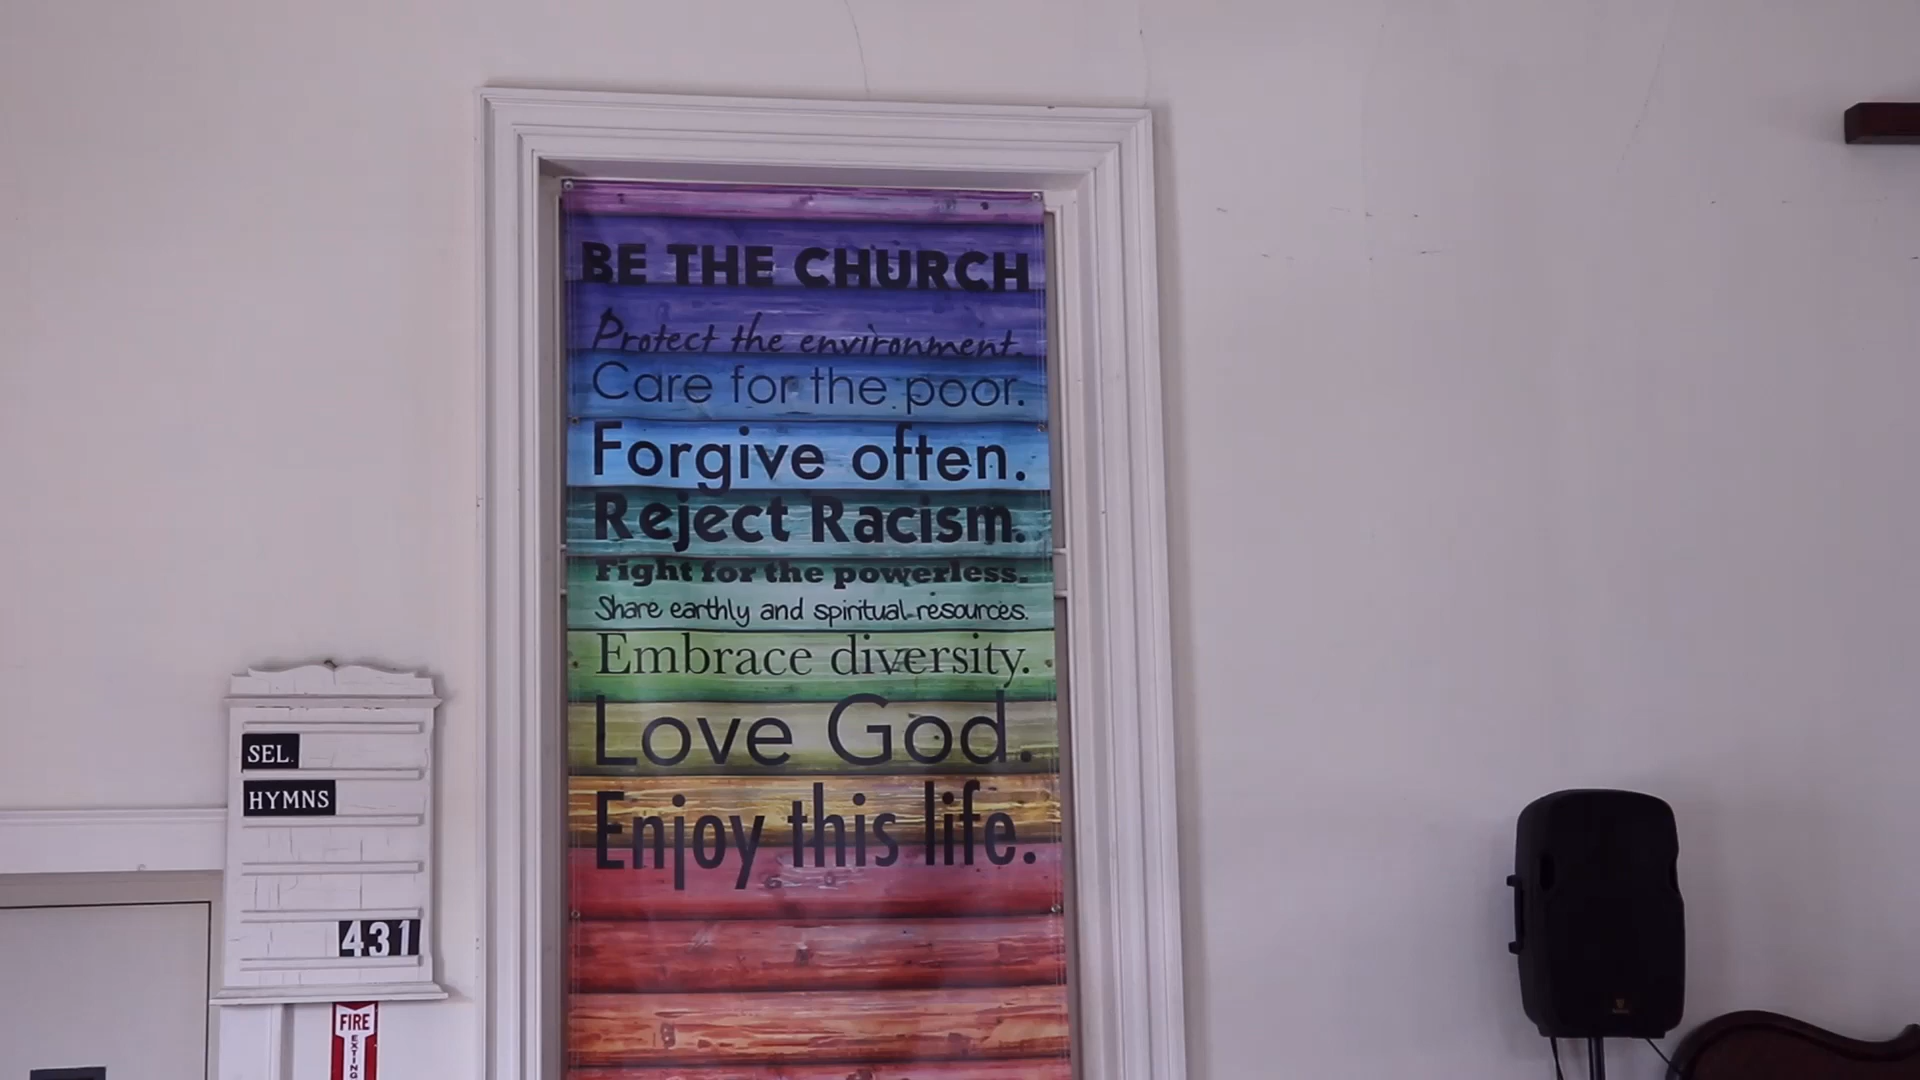 BE THE CHURCH
Protect the environment.
Care for the poor.
Forgive often.
Reject Racism.
Fight for the powerless.
Share earthly and spiritual resources.
Embrace diversity.
Love God.
Enjoy this life.
SEL.
HYMNS
431
FIRE
EXTING